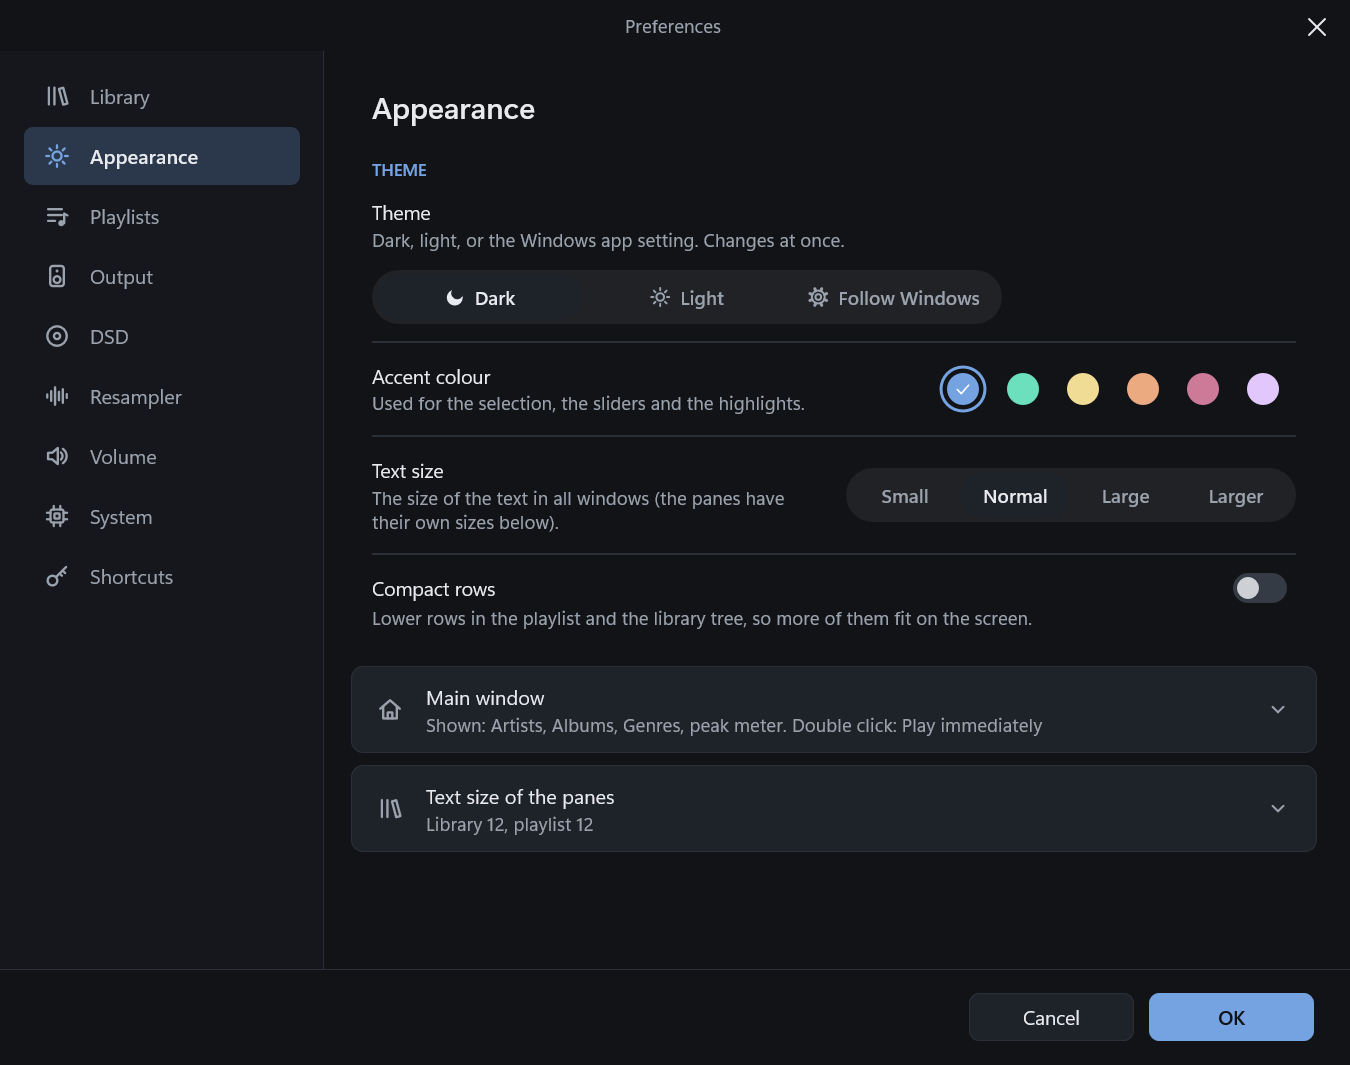 Preferences
Library
Appearance
Playlists
Output
DSD
Resampler
Volume
System
Shortcuts
Appearance
THEME
Theme
Dark, light, or the Windows app setting. Changes at once.
Dark
Light
Follow Windows
Accent colour
Used for the selection, the sliders and the highlights.
Text size
The size of the text in all windows (the panes have
their own sizes below).
Small
Normal
Large
Larger
Compact rows
Lower rows in the playlist and the library tree, so more of them fit on the screen.
Main window
Shown: Artists, Albums, Genres, peak meter. Double click: Play immediately
Text size of the panes
Library 12, playlist 12
Cancel
OK